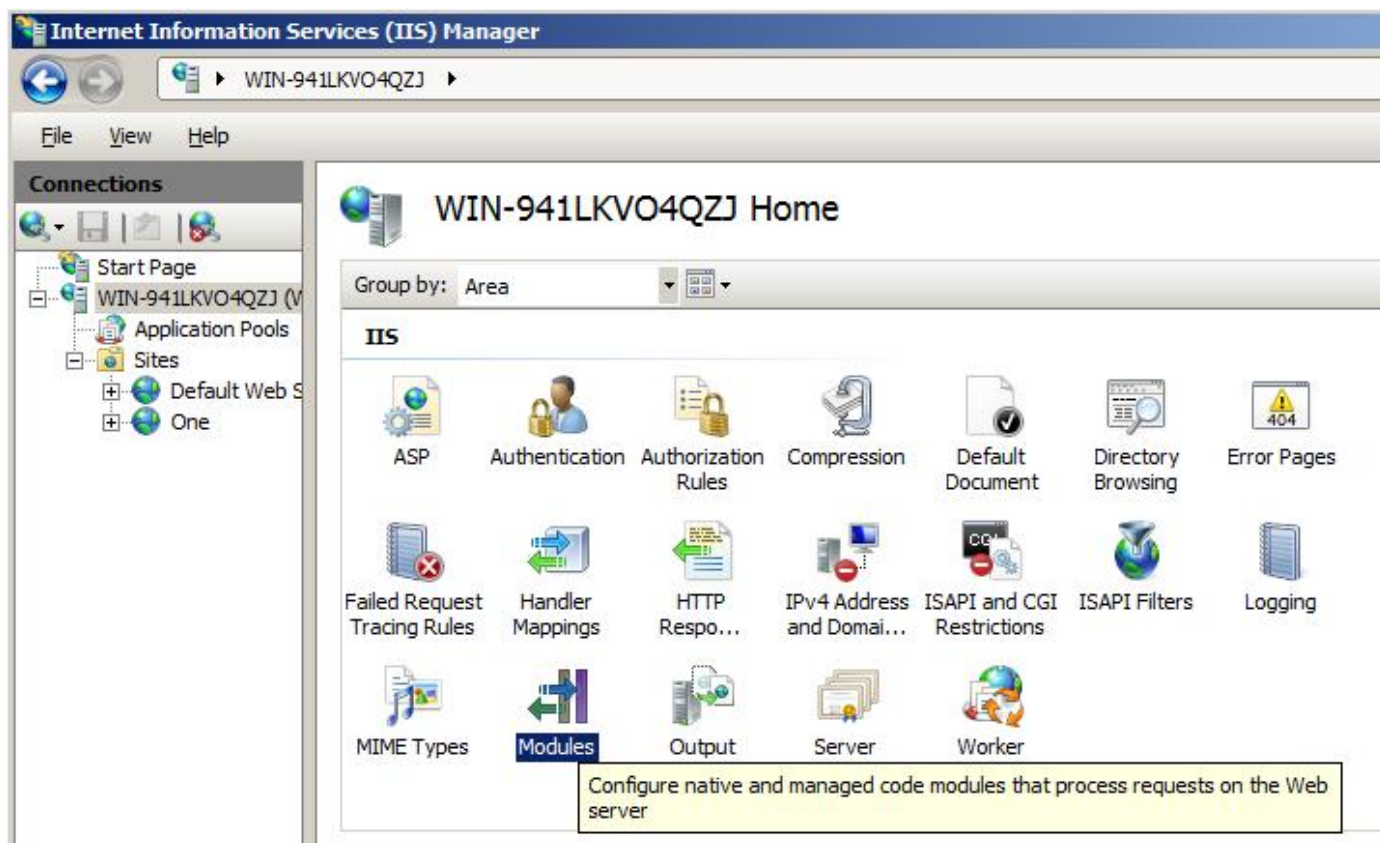 Internet Information Services (IIS) Manager
WIN-941LKVO4QZJ
File View Help
Connections
Start Page
WIN-941LKVO4QZJ (W
Application Pools
Sites
Default Web S
One
WIN-941LKVO4QZJ Home
Group by: Area
IIS
ASP Authentication Authorization Rules Compression Default Document Directory Browsing Error Pages
404
Failed Request Tracing Rules Handler Mappings HTTP Respo... IPv4 Address and Domai... ISAPI and CGI Restrictions ISAPI Filters Logging
CGI
MIME Types Modules Output Server Worker
Configure native and managed code modules that process requests on the Web
server